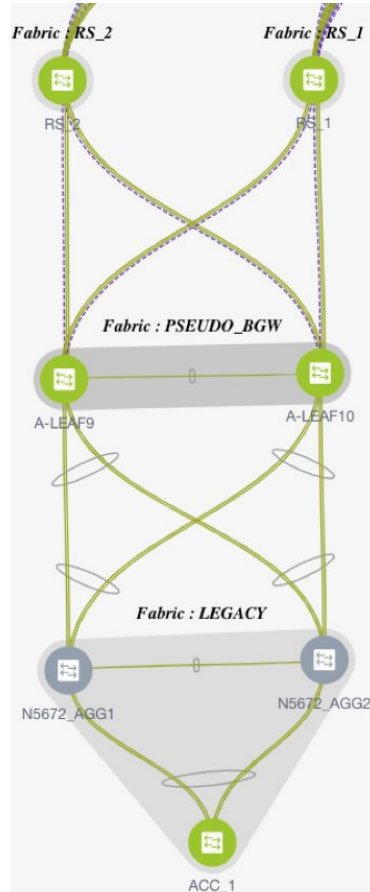 Fabric : RS_2
Fabric : RS_1
RS_2
RS_1
Fabric : PSEUDO_BGW
A-LEAF9
A-LEAF10
Fabric : LEGACY
N5672_AGG1
N5672_AGG2
ACC_1